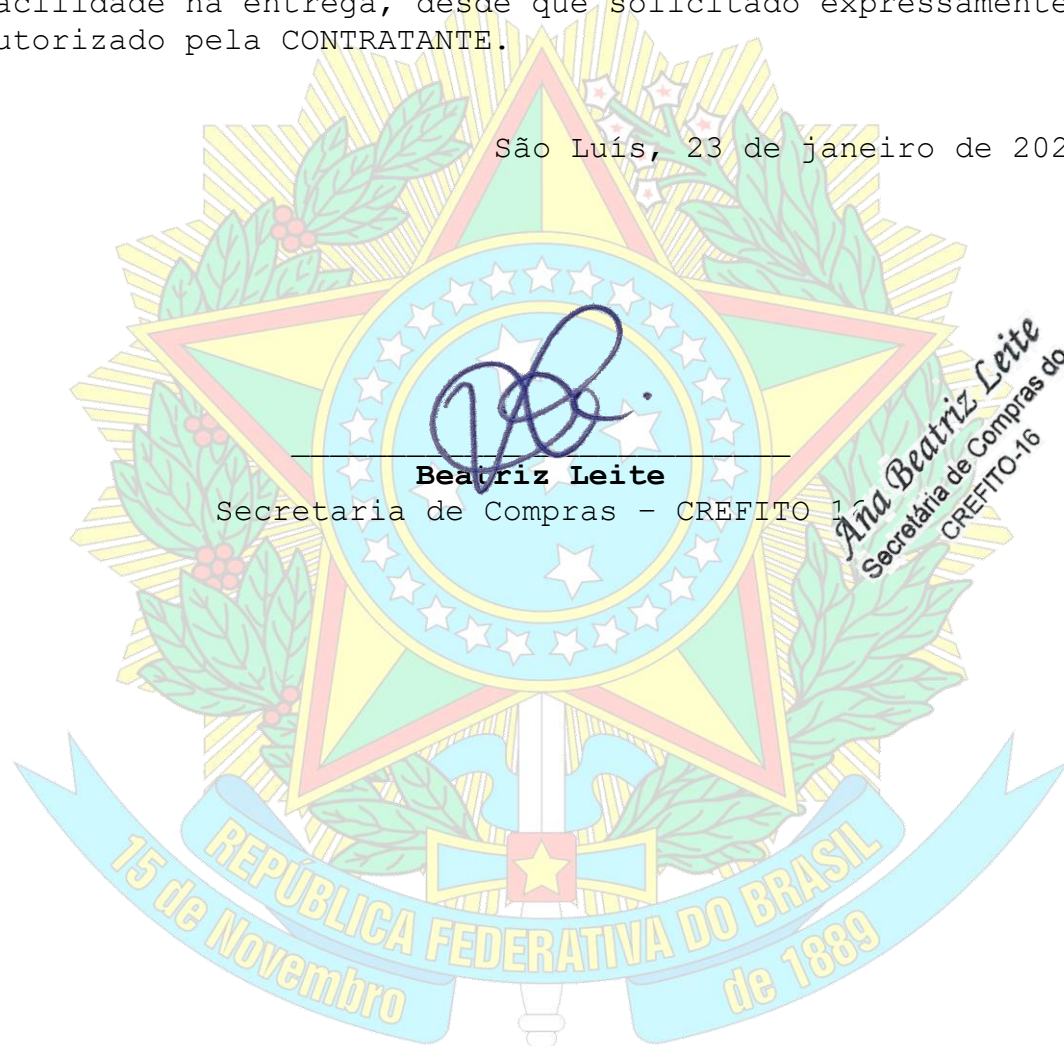 acilidade na entrega, desde que solicitado expressamente
utorizado pela CONTRATANTE.
São Luís, 23 de janeiro de 202
Beatriz Leite
Secretaria de Compras – CREFITO 16
Ana Beatriz Leite
Secretária de Compras do
CREFITO-16
REPÚBLICA FEDERATIVA DO BRASIL
15 de Novembro
de 1889